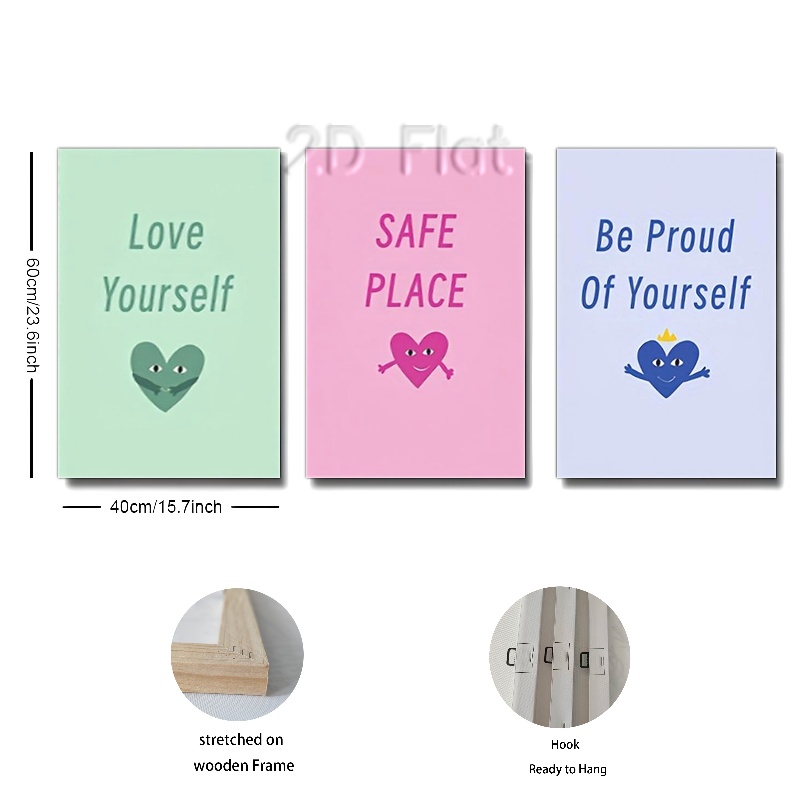 2D Flat
Love
Yourself
SAFE
PLACE
Be Proud
Of Yourself
60cm/23.6inch
40cm/15.7inch
stretched on
wooden Frame
Hook
Ready to Hang